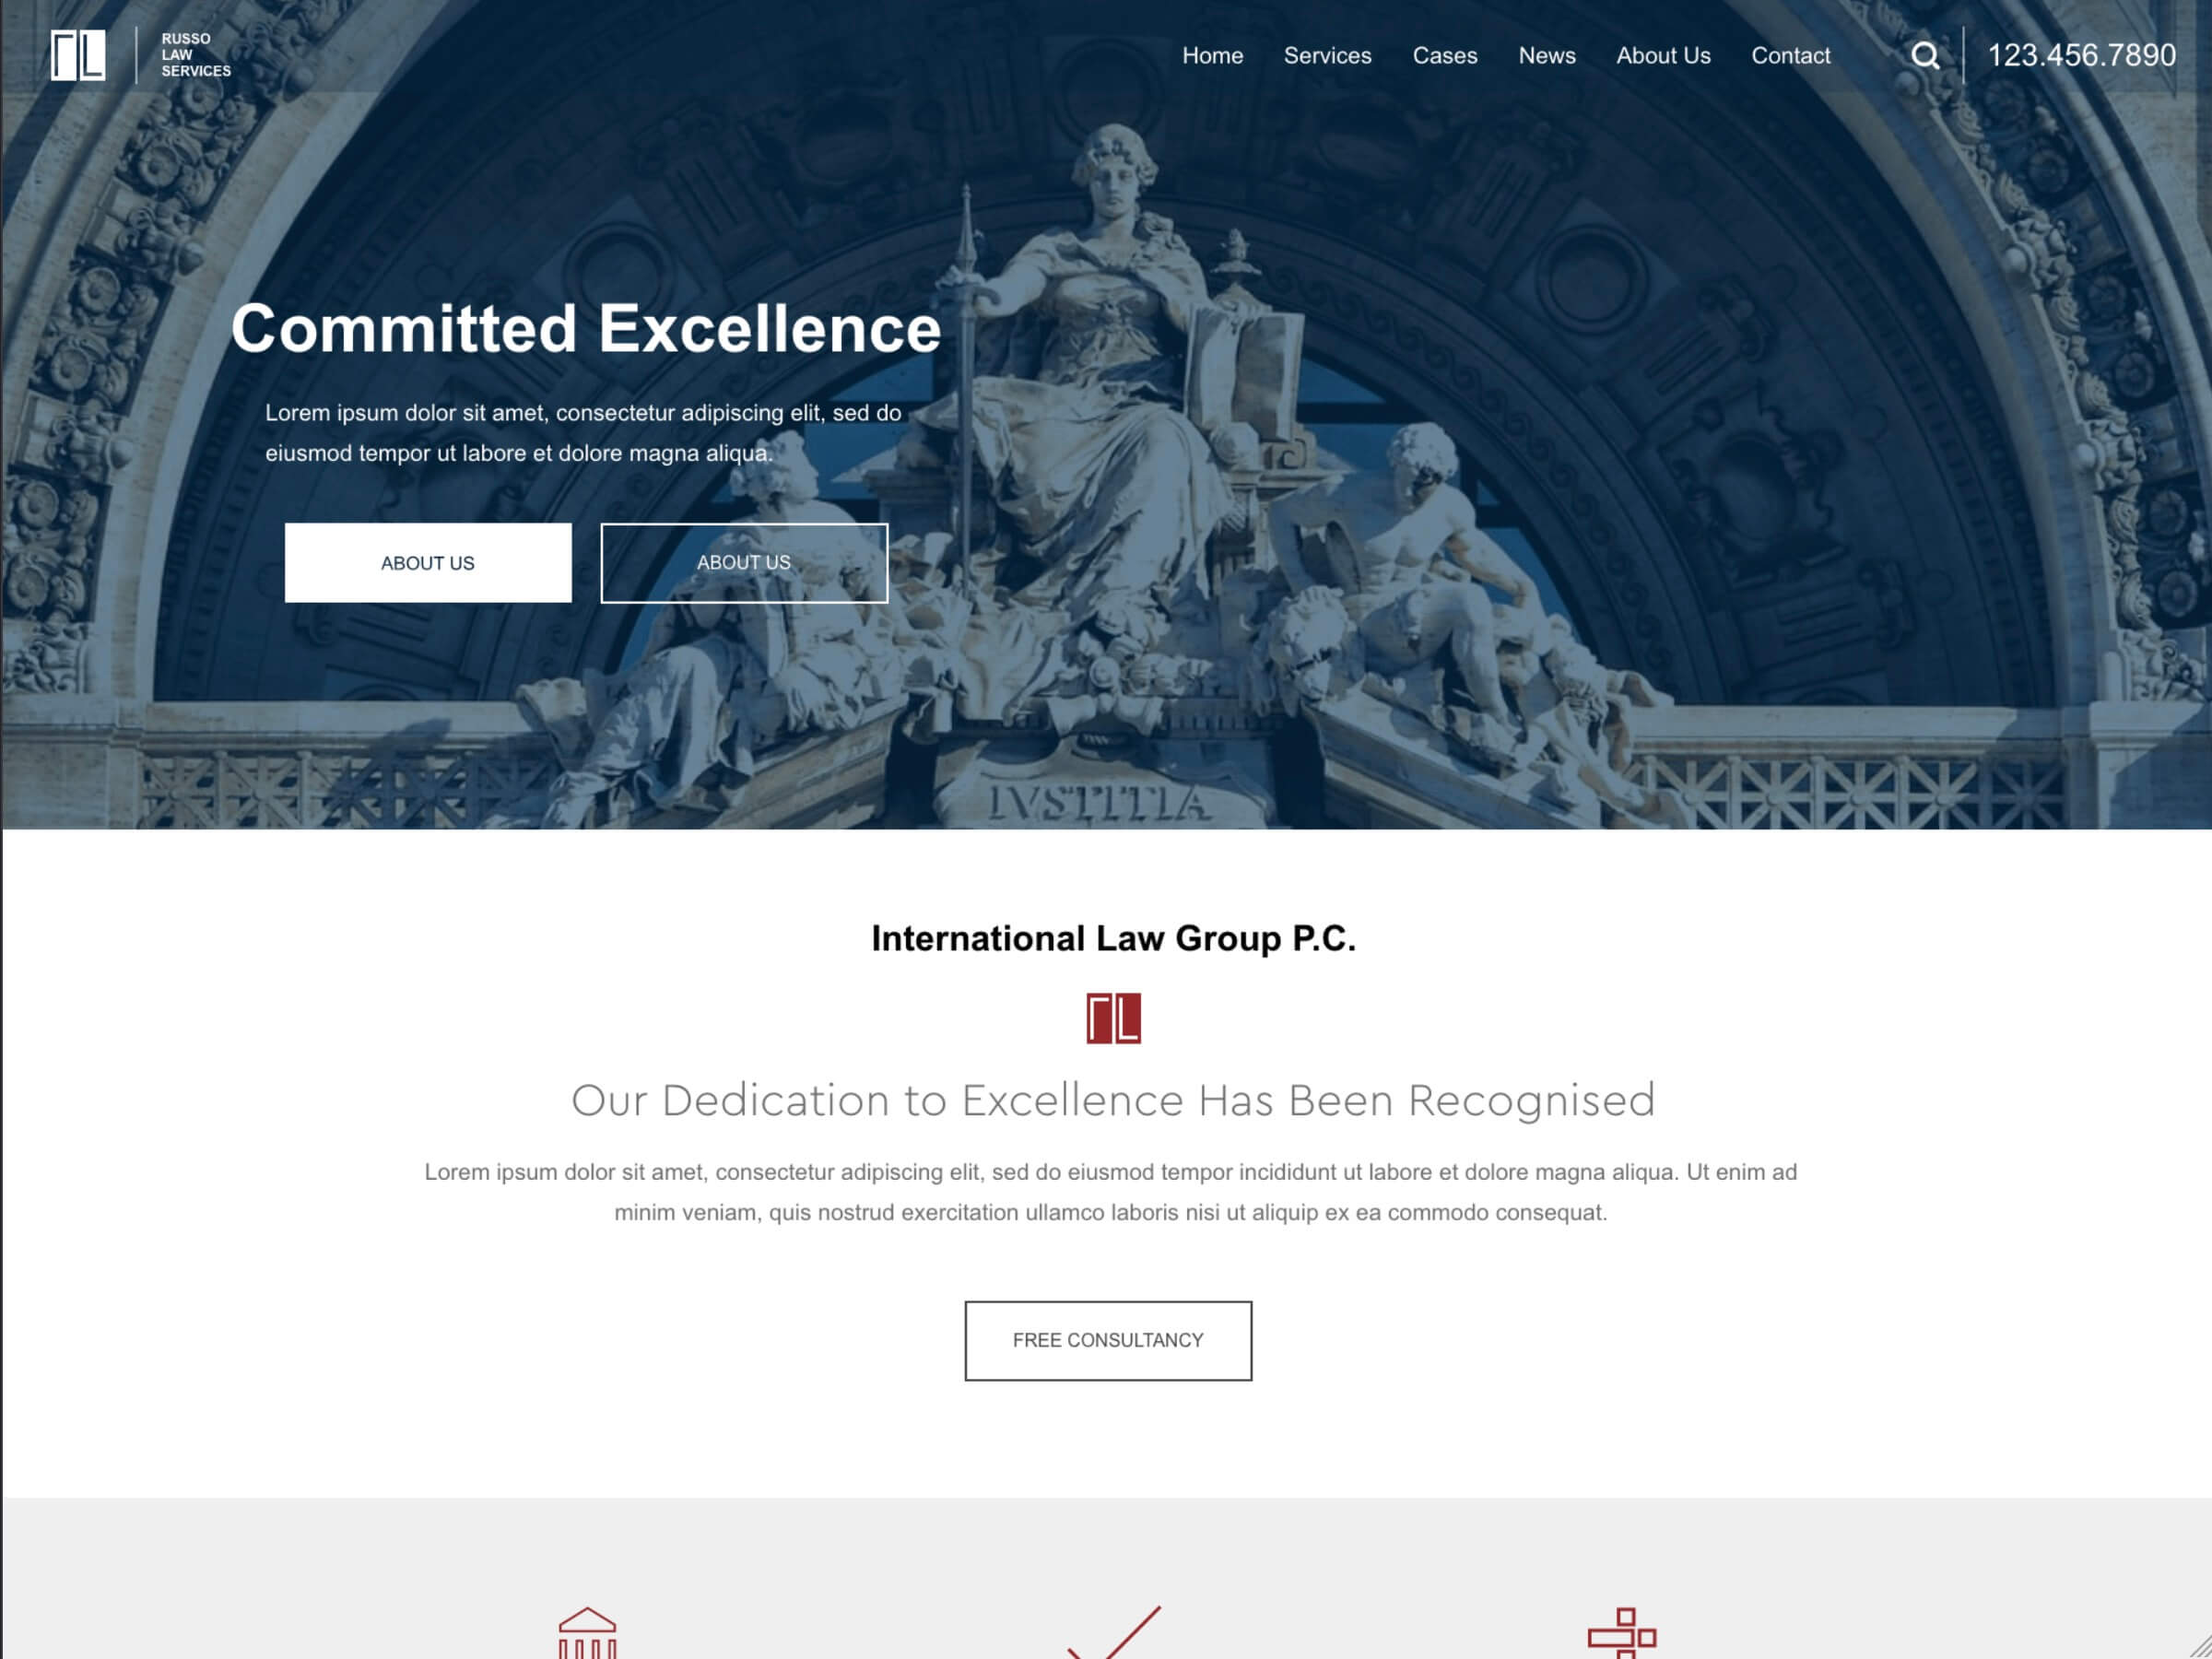 RUSSO
LAW
SERVICES
Home Services Cases News About Us Contact 123.456.7890
Committed Excellence
Lorem ipsum dolor sit amet, consectetur adipiscing elit, sed do
eiusmod tempor ut labore et dolore magna aliqua.
ABOUT US ABOUT US
IVSTITIA
International Law Group P.C.
Our Dedication to Excellence Has Been Recognised
Lorem ipsum dolor sit amet, consectetur adipiscing elit, sed do eiusmod tempor incididunt ut labore et dolore magna aliqua. Ut enim ad
minim veniam, quis nostrud exercitation ullamco laboris nisi ut aliquip ex ea commodo consequat.
FREE CONSULTANCY